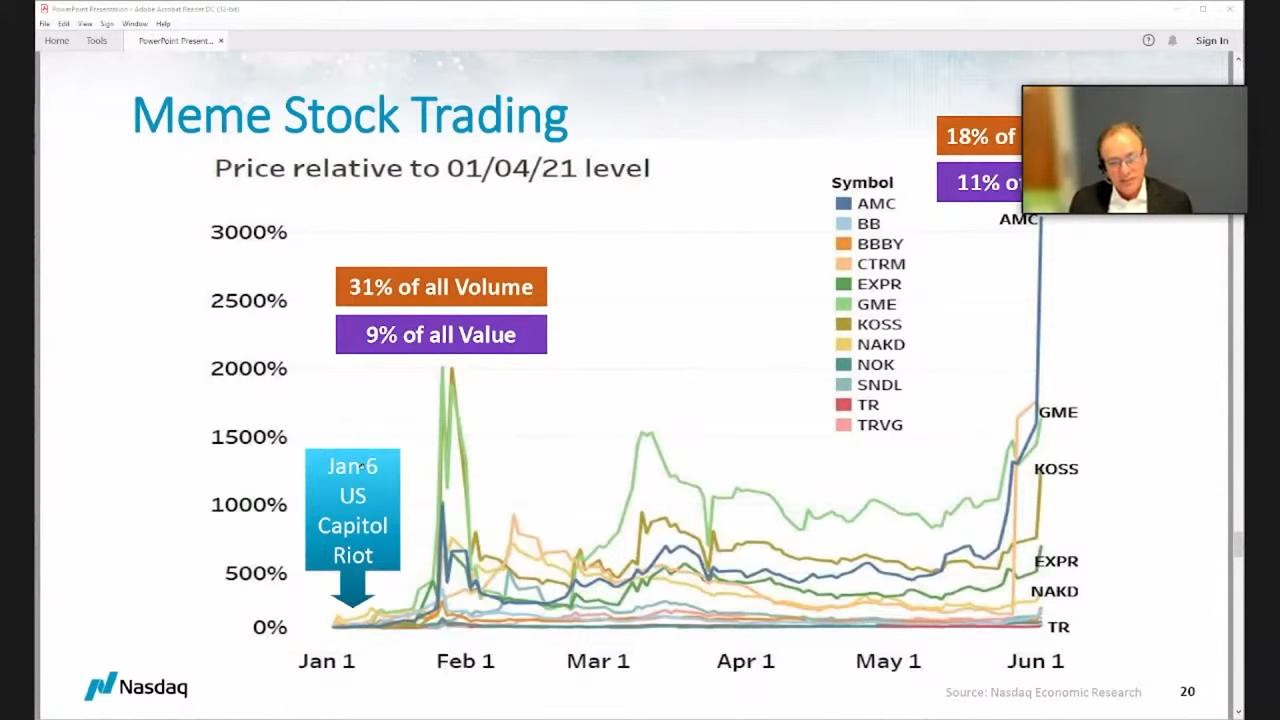 PowerPoint Presentation - Adobe Acrobat Reader DC (32-bit)
File Edit View Sign Window Help
Home Tools PowerPoint Present... ×
Sign In
Meme Stock Trading
Price relative to 01/04/21 level
18% of
11% of
Symbol
AMC
BB
BBBY
CTRM
EXPR
GME
KOSS
NAKD
NOK
SNDL
TR
TRVG
3000%
2500%
2000%
1500%
1000%
500%
0%
31% of all Volume
9% of all Value
Jan 6
US
Capitol
Riot
AMC
GME
KOSS
EXPR
NAKD
TR
Jan 1 Feb 1 Mar 1 Apr 1 May 1 Jun 1
Nasdaq
Source: Nasdaq Economic Research 20